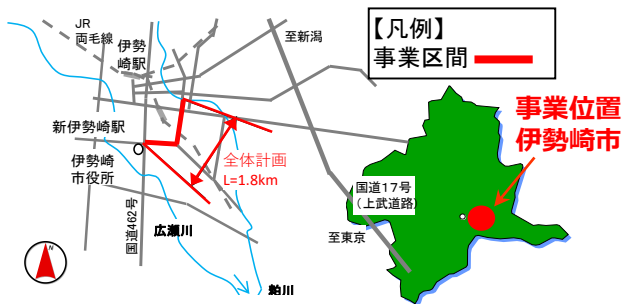 JR
両毛線
伊勢
崎駅
至新潟
【凡例】
事業区間
新伊勢崎駅
伊勢崎
市役所
全体計画
L=1.8km
国道462号
広瀬川
粕川
国道17号
(上武道路)
至東京
事業位置
伊勢崎市
N